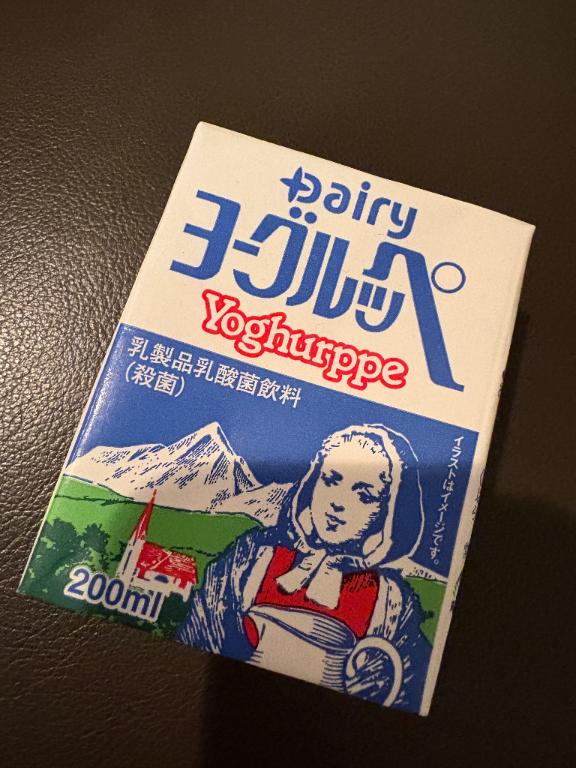 Dairy
ヨーグルッペ
Yoghurppe
乳製品乳酸菌飲料
(殺菌)
イラストはイメージです。
200ml